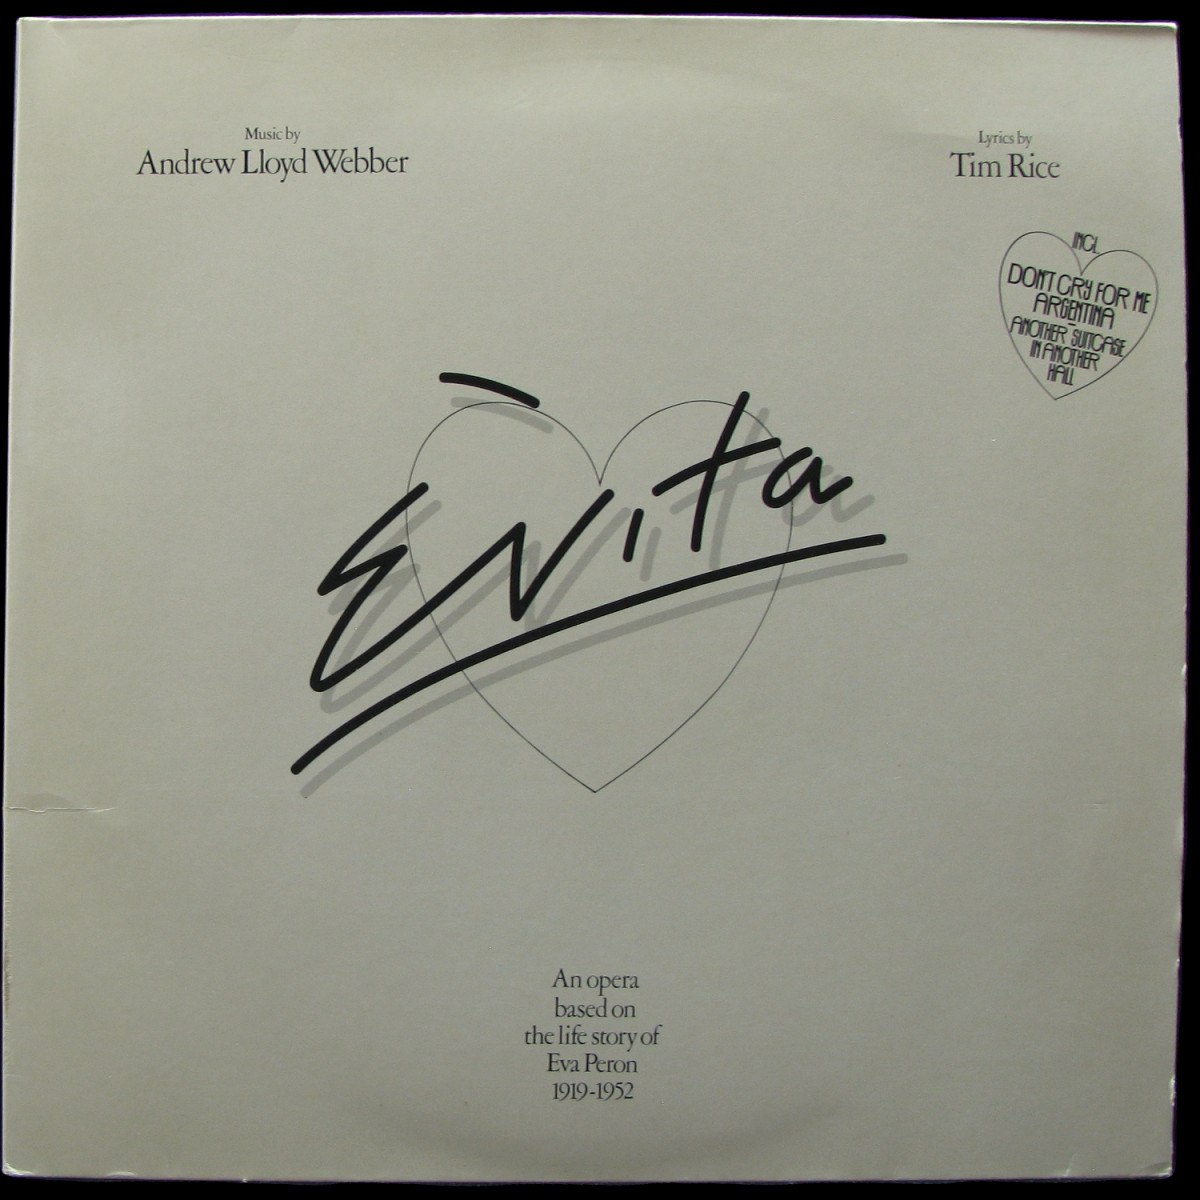 Music by
Andrew Lloyd Webber
Lyrics by
Tim Rice
INCL.
DON'T CRY FOR ME
ARGENTINA
ANOTHER SUITCASE
IN ANOTHER
HALL
Evita
An opera
based on
the life story of
Eva Peron
1919-1952